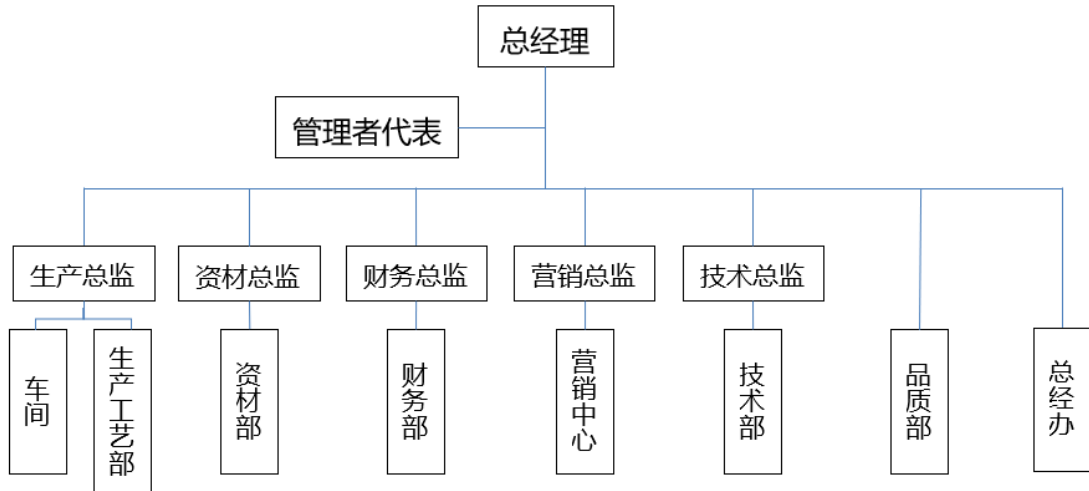 总经理
管理者代表
生产总监
资材总监
财务总监
营销总监
技术总监
车间
生产工艺部
资材部
财务部
营销中心
技术部
品质部
总经办